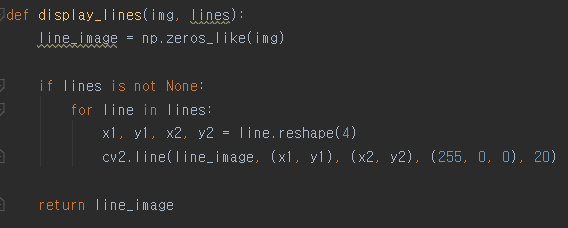 def display_lines(img, lines):
    line_image = np.zeros_like(img)

    if lines is not None:
        for line in lines:
            x1, y1, x2, y2 = line.reshape(4)
            cv2.line(line_image, (x1, y1), (x2, y2), (255, 0, 0), 20)

    return line_image